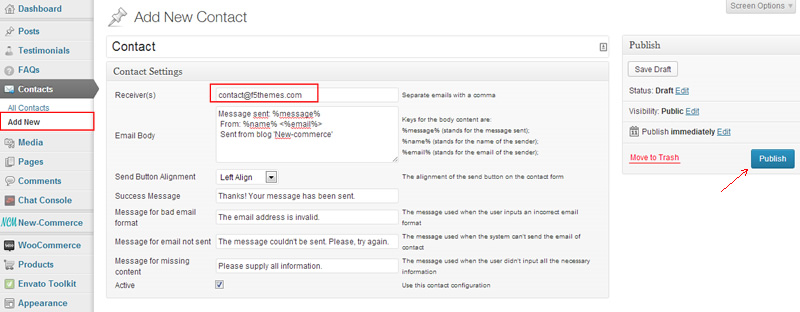 Dashboard
Posts
Testimonials
FAQs
Contacts
All Contacts
Add New
Media
Pages
Comments
Chat Console
NCM New-Commerce
WooCommerce
Products
Envato Toolkit
Appearance
Screen Options
Add New Contact
Contact
Contact Settings
Receiver(s) contact@f5themes.com Separate emails with a comma
Email Body
Message sent: %message%
From: %name% <%email%>
Sent from blog 'New-commerce'
Keys for the body content are:
%message% (stands for the message sent);
%name% (stands for the name of the sender);
%email% (stands for the email of the sender);
Send Button Alignment Left Align The alignment of the send button on the contact form
Success Message Thanks! Your message has been sent.
Message for bad email
format
The email address is invalid.
The message used when the user inputs an incorrect email
format
Message for email not sent The message couldn't be sent. Please, try again.
The message used when the system can't send the email of
contact
Message for missing
content
Please supply all information.
The message used when the user didn't input all the necessary
information
Active Use this contact configuration
Publish
Save Draft
Status: Draft Edit
Visibility: Public Edit
Publish immediately Edit
Move to Trash Publish